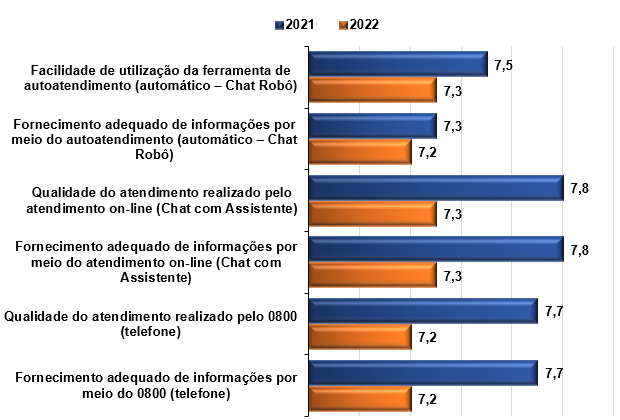 2021 2022
Facilidade de utilização da ferramenta de
autoatendimento (automático – Chat Robô)
7,5
7,3
Fornecimento adequado de informações por
meio do autoatendimento (automático – Chat
Robô)
7,3
7,2
Qualidade do atendimento realizado pelo
atendimento on-line (Chat com Assistente)
7,8
7,3
Fornecimento adequado de informações por
meio do atendimento on-line (Chat com
Assistente)
7,8
7,3
Qualidade do atendimento realizado pelo 0800
(telefone)
7,7
7,2
Fornecimento adequado de informações por
meio do 0800 (telefone)
7,7
7,2